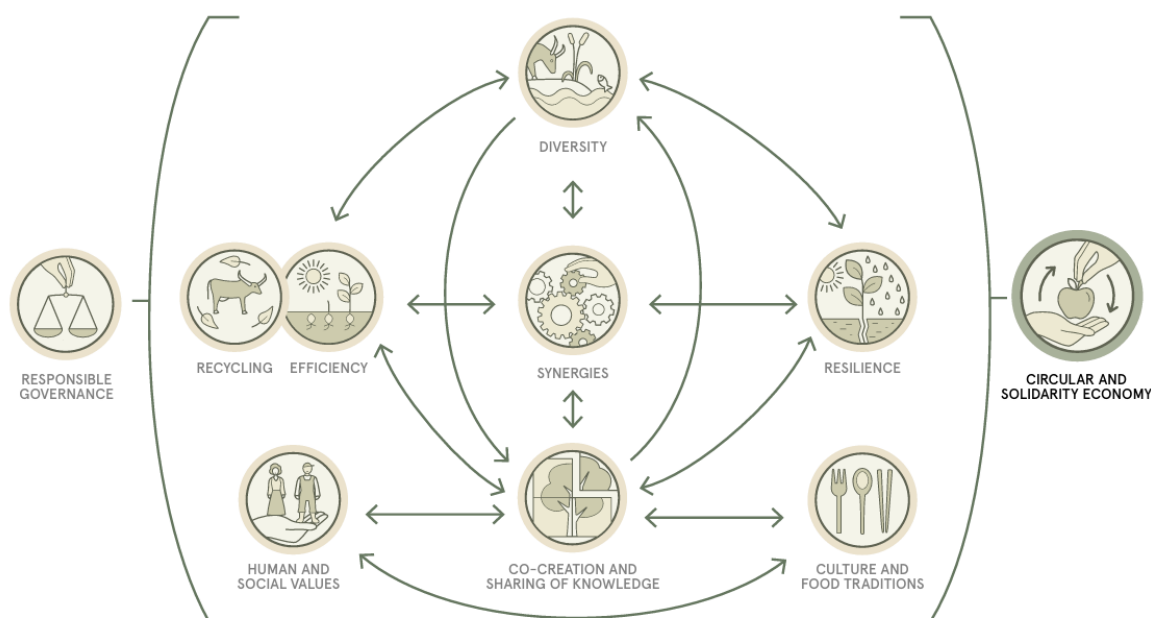 DIVERSITY
RESPONSIBLE
GOVERNANCE
RECYCLING
EFFICIENCY
SYNERGIES
RESILIENCE
CIRCULAR AND
SOLIDARITY ECONOMY
HUMAN AND
SOCIAL VALUES
CO-CREATION AND
SHARING OF KNOWLEDGE
CULTURE AND
FOOD TRADITIONS